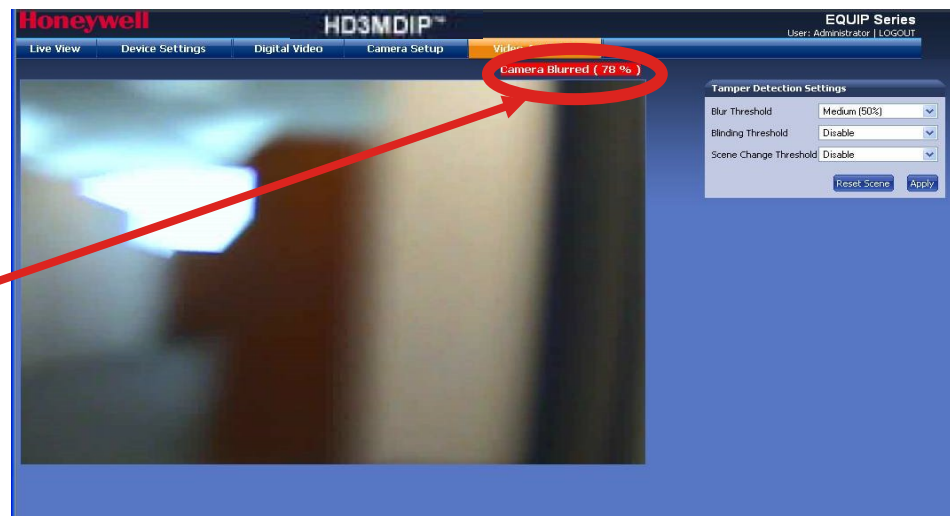 Honeywell
HD3MDIP™
EQUIP Series
User: Administrator | LOGOUT
Live View Device Settings Digital Video Camera Setup Video
Camera Blurred ( 78 % )
Tamper Detection Settings
Blur Threshold Medium (50%)
Blinding Threshold Disable
Scene Change Threshold Disable
Reset Scene Apply